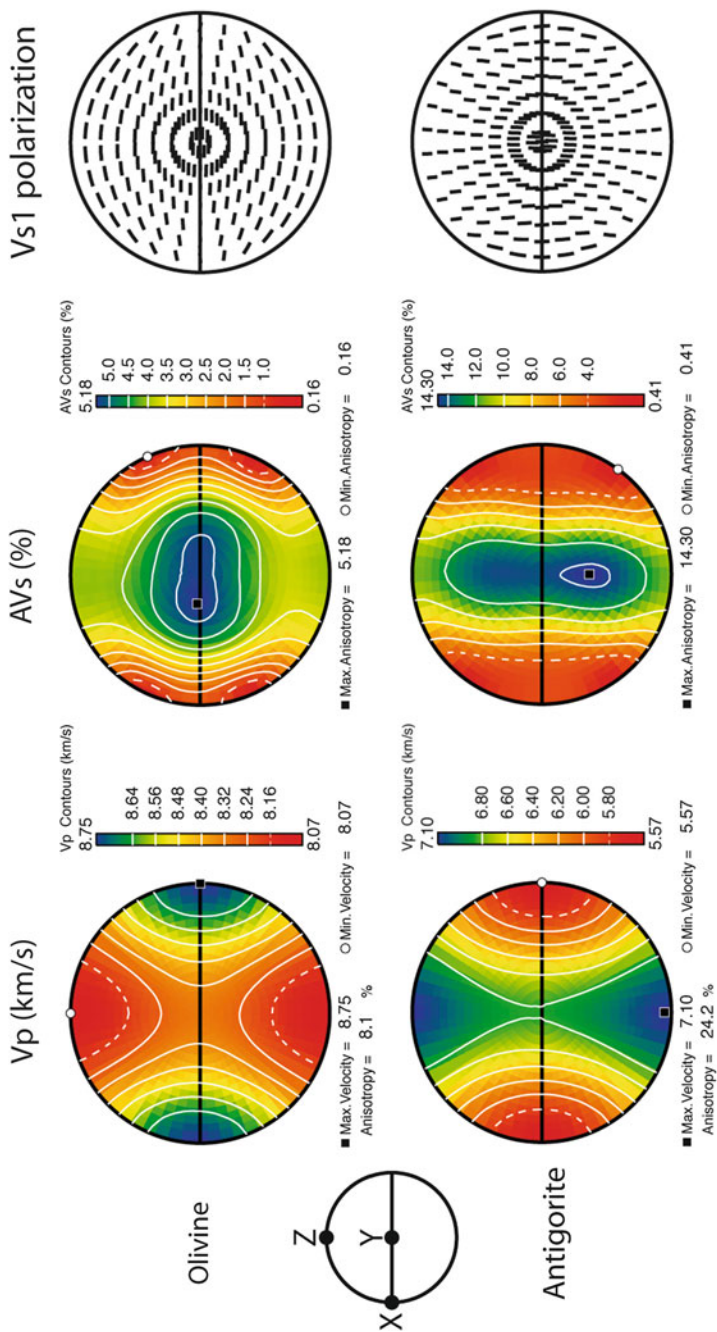 Vp (km/s)
AVs (%)
Vs1 polarization
Olivine
Vp Contours (km/s)
8.75
8.64
8.56
8.48
8.40
8.32
8.24
8.16
8.07
Max.Velocity = 8.75
Min.Velocity = 8.07
Anisotropy = 8.1 %
AVs Contours (%)
5.18
5.0
4.5
4.0
3.5
3.0
2.5
2.0
1.5
1.0
0.16
Max.Anisotropy = 5.18
Min.Anisotropy = 0.16
Z
Y
X
Antigorite
Vp Contours (km/s)
7.10
6.80
6.60
6.40
6.20
6.00
5.80
5.57
Max.Velocity = 7.10
Min.Velocity = 5.57
Anisotropy = 24.2 %
AVs Contours (%)
14.30
14.0
12.0
10.0
8.0
6.0
4.0
0.41
Max.Anisotropy = 14.30
Min.Anisotropy = 0.41